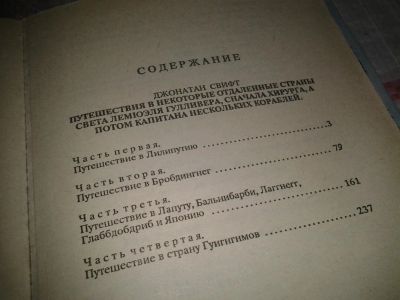 СОДЕРЖАНИЕ
ДЖОНАТАН СВИФТ
ПУТЕШЕСТВИЯ В НЕКОТОРЫЕ ОТДАЛЕННЫЕ СТРАНЫ
СВЕТА ЛЕМЮЭЛЯ ГУЛЛИВЕРА, СНАЧАЛА ХИРУРГА, А
ПОТОМ КАПИТАНА НЕСКОЛЬКИХ КОРАБЛЕЙ.
Часть первая.
Путешествие в Лилипутию 3
Часть вторая.
Путешествие в Бробдингнег 79
Часть третья.
Путешествие в Лапуту, Бальнибарби, Лаггнегг,
Глаббдобдриб и Японию 161
Часть четвертая.
Путешествие в страну Гуигнгнмов 237